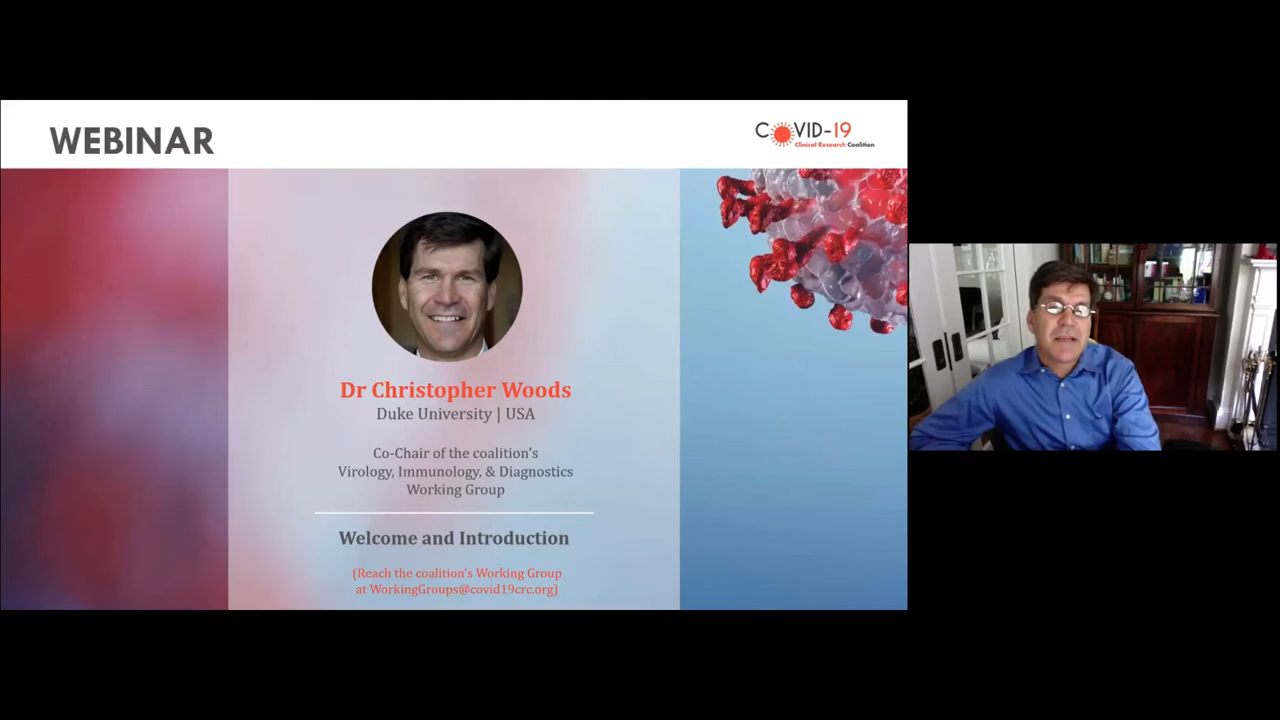 WEBINAR
COVID-19
Clinical Research Coalition
Dr Christopher Woods
Duke University | USA
Co-Chair of the coalition's
Virology, Immunology, & Diagnostics
Working Group
Welcome and Introduction
(Reach the coalition's Working Group
at WorkingGroups@covid19crc.org)